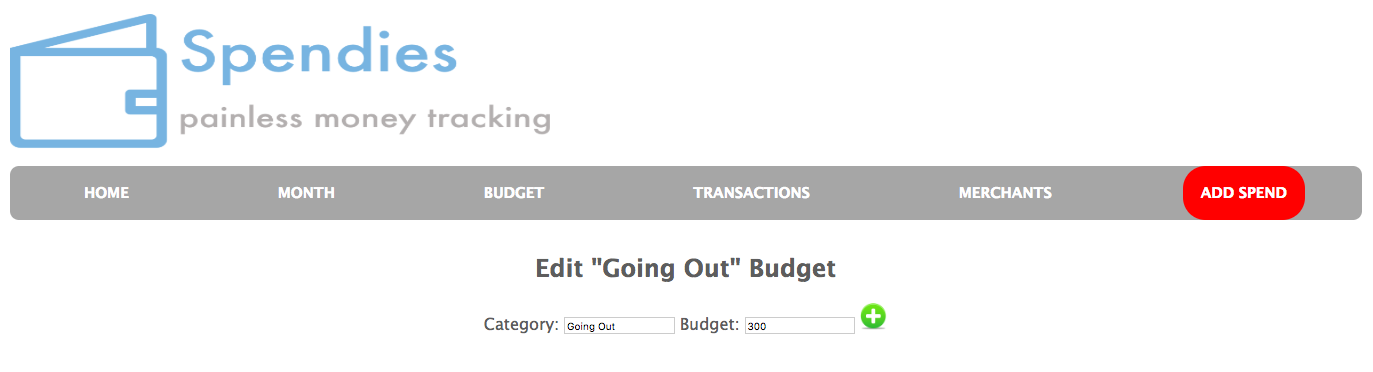 Spendies
painless money tracking
HOME MONTH BUDGET TRANSACTIONS MERCHANTS ADD SPEND
Edit "Going Out" Budget
Category: Going Out Budget: 300